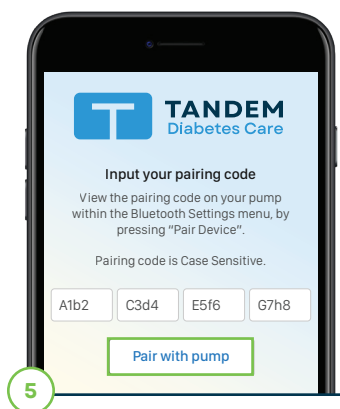 TANDEM
Diabetes Care
Input your pairing code
View the pairing code on your pump
within the Bluetooth Settings menu, by
pressing “Pair Device”.
Pairing code is Case Sensitive.
A1b2 C3d4 E5f6 G7h8
Pair with pump
5